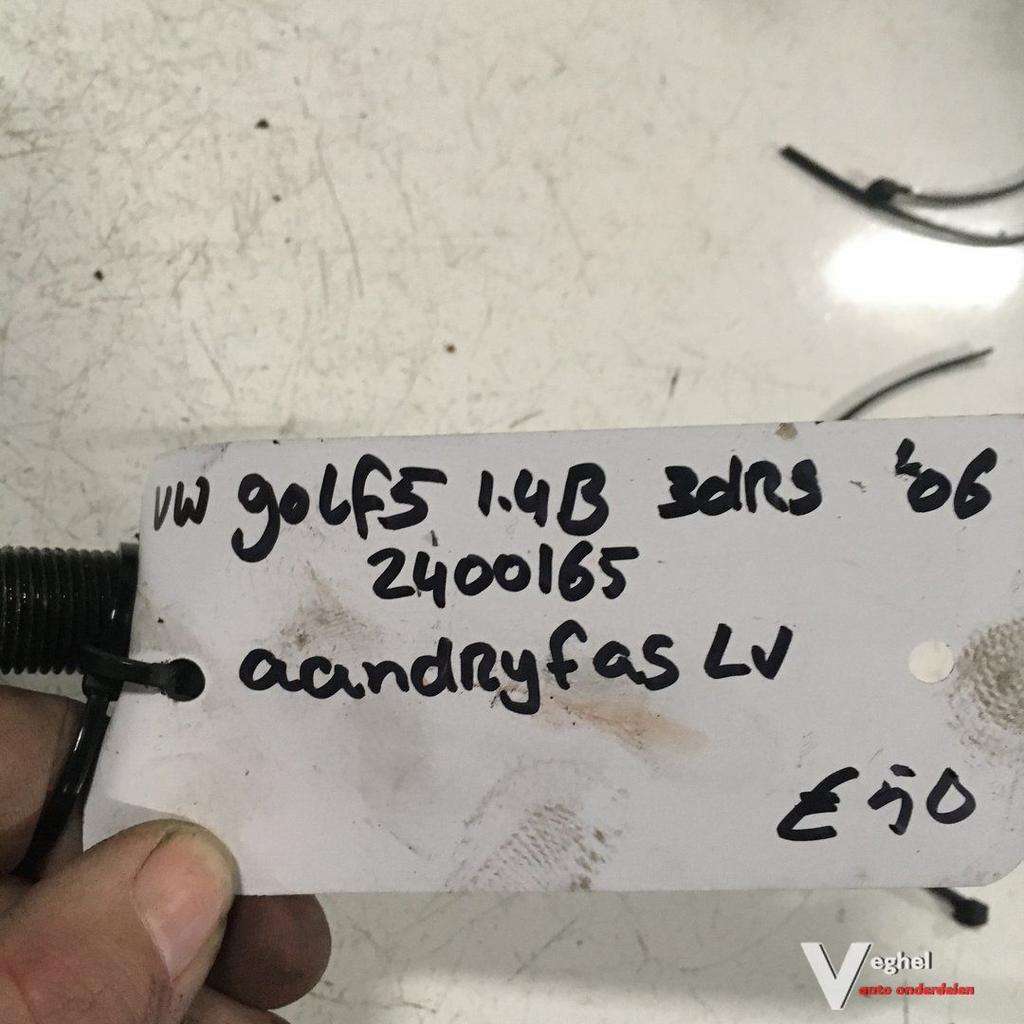 VW golf5 1.4B 3dRS '06
2400165
aandRyfas LV
€50
Veghel
auto onderdelen